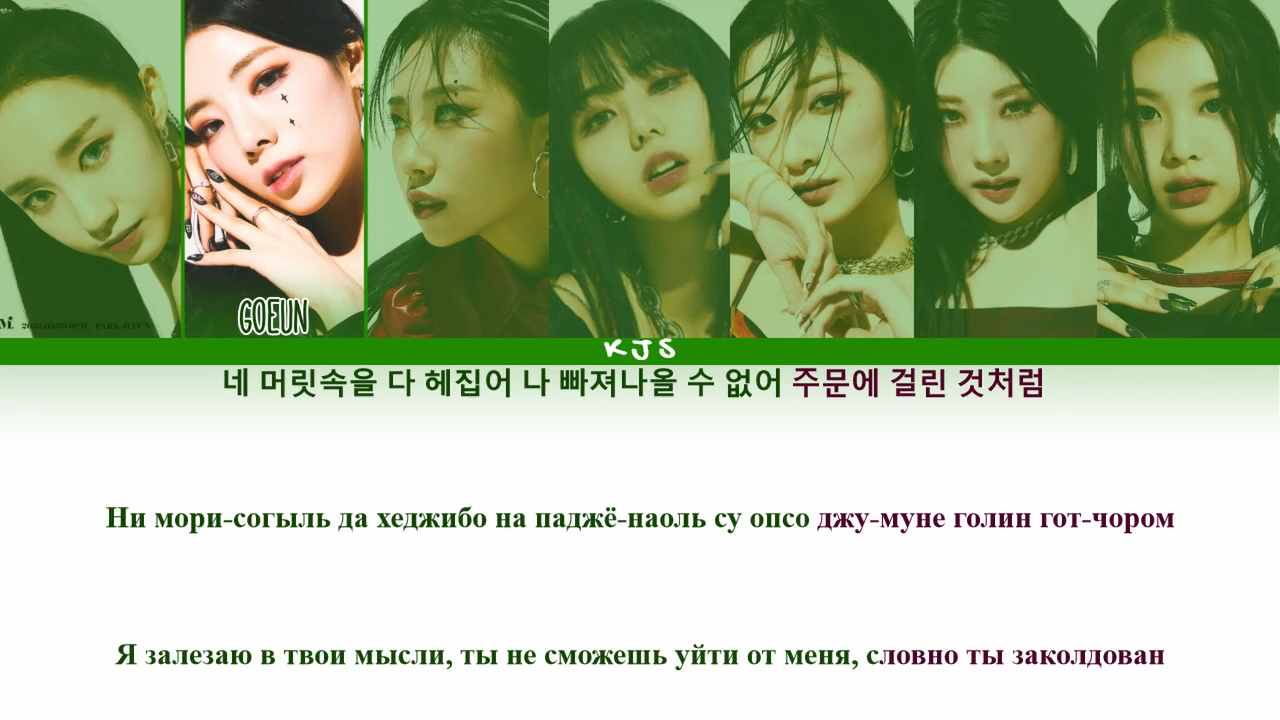 GOEUN
KJS
네 머릿속을 다 헤집어 나 빠져나올 수 없어 주문에 걸린 것처럼
Ни мори-согыль да хеджибо на паджё-наоль су опсо джу-муне голин гот-чором
Я залезаю в твои мысли, ты не сможешь уйти от меня, словно ты заколдован